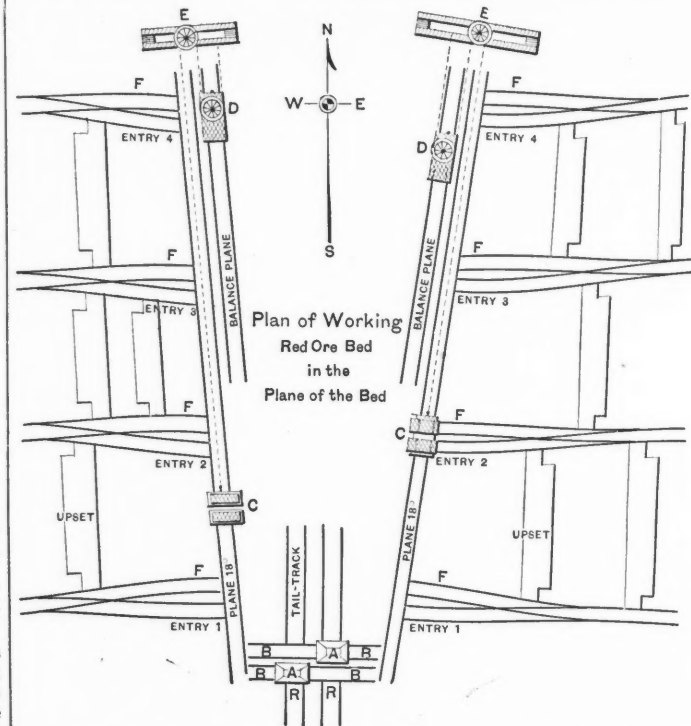 E
E
N
F
F
D
W
E
ENTRY 4
ENTRY 4
D
S
F
F
BALANCE PLANE
BALANCE PLANE
ENTRY 3
ENTRY 3
Plan of Working
Red Ore Bed
in the
Plane of the Bed
F
F
C
ENTRY 2
ENTRY 2
C
UPSET
UPSET
PLANE 18°
PLANE 18°
TAIL-TRACK
F
F
ENTRY 1
ENTRY 1
B A R
B A B
R R